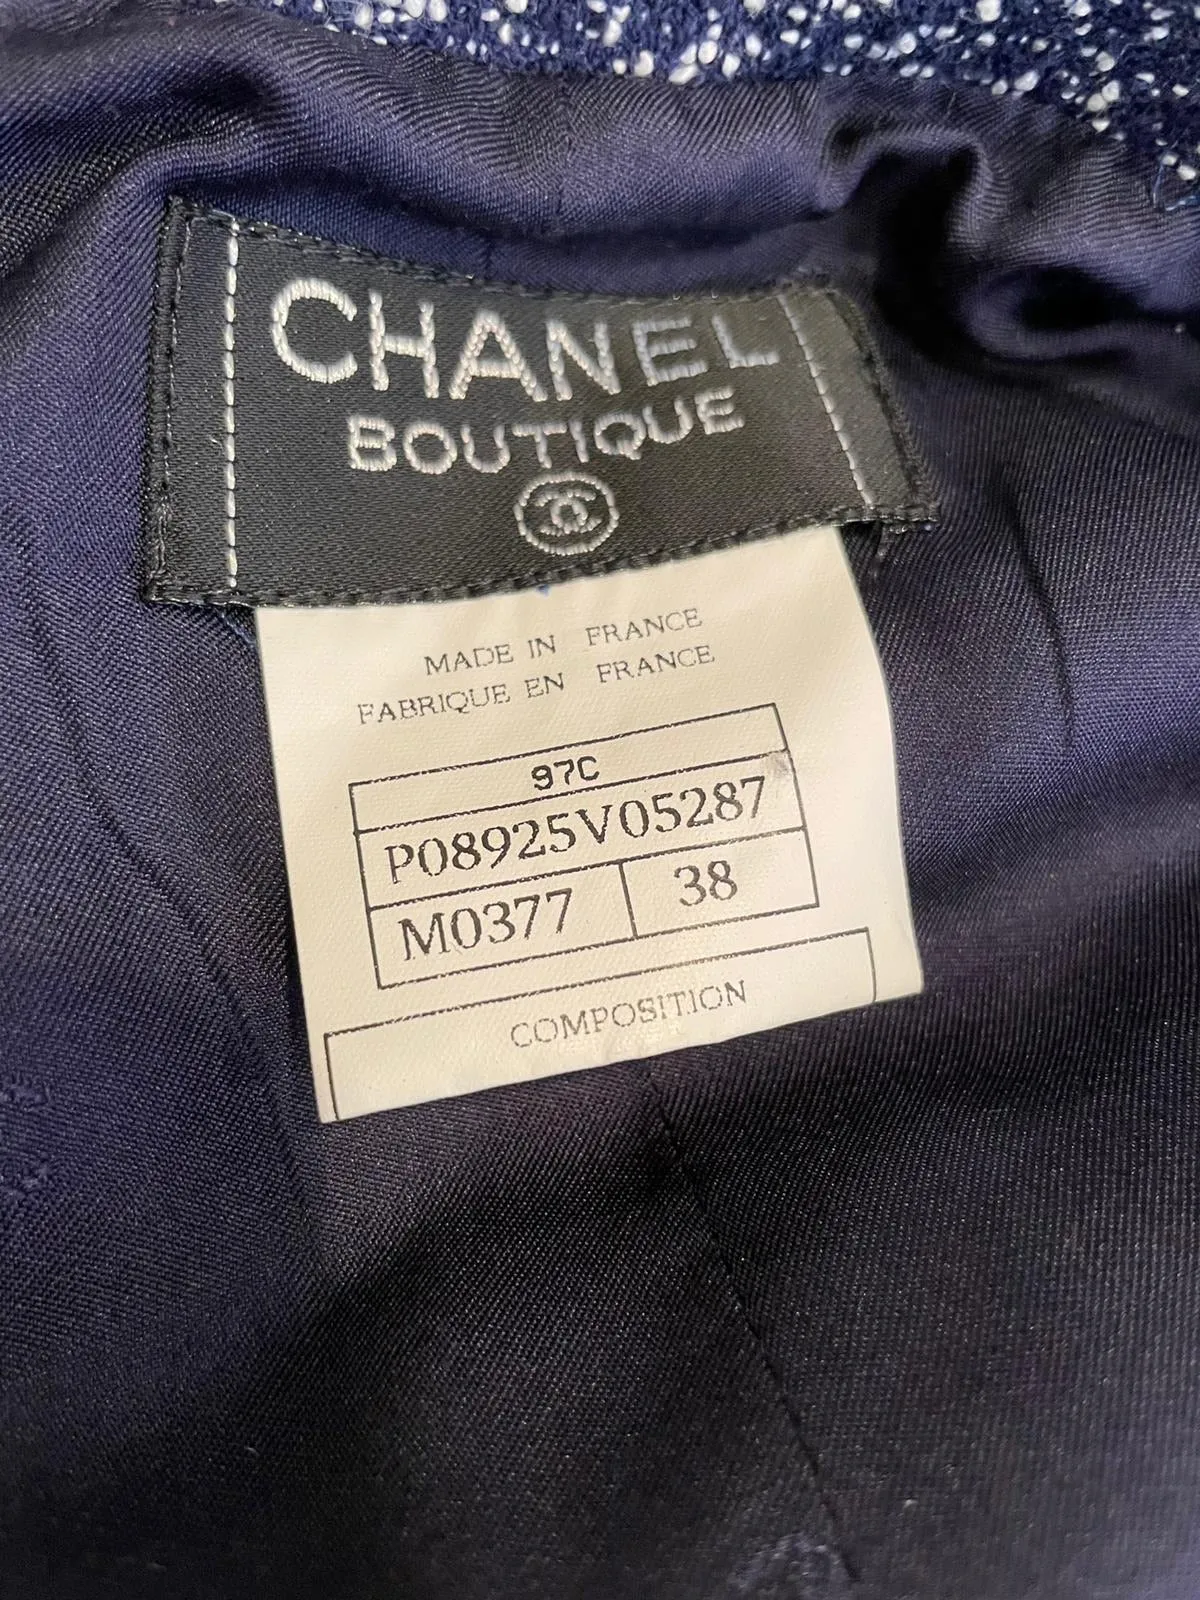 CHANEL
BOUTIQUE
MADE IN FRANCE
FABRIQUE EN FRANCE
97C
P08925V05287
M0377 38
COMPOSITION